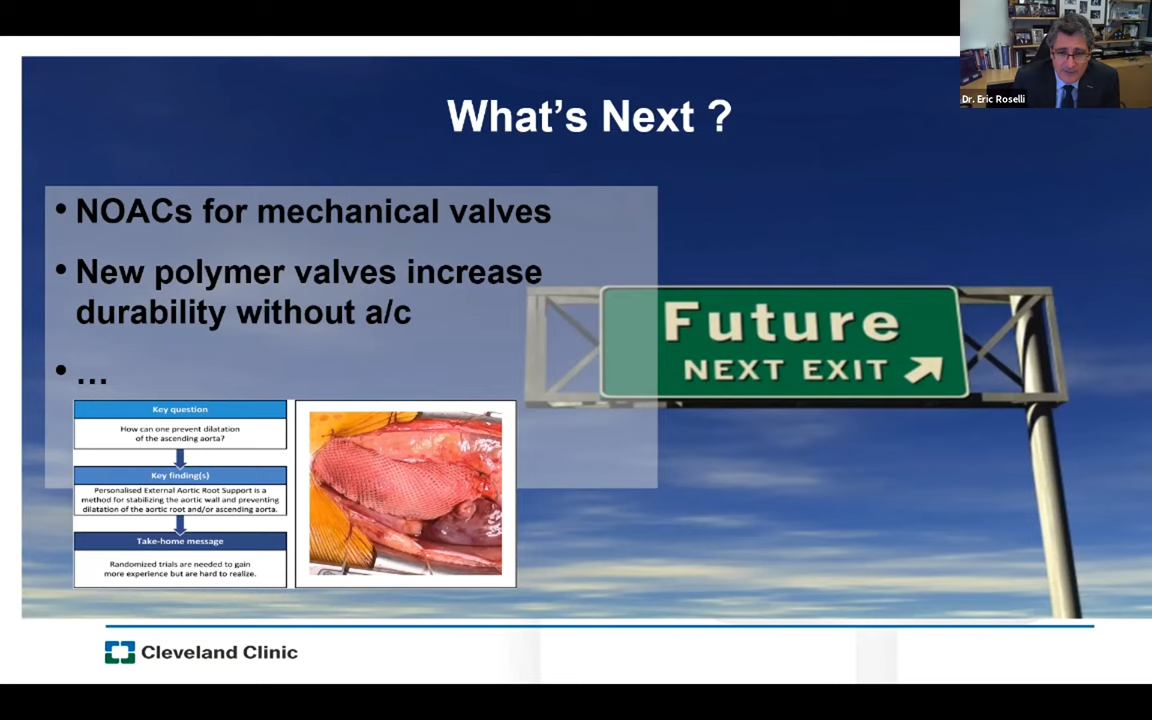 What's Next ?
Dr. Eric Roselli
• NOACs for mechanical valves
• New polymer valves increase
durability without a/c
• ...
Future
NEXT EXIT
Key question
How can one prevent dilatation
of the ascending aorta?
Key finding(s)
Personalised External Aortic Root Support is a
method for stabilizing the aortic wall and preventing
dilatation of the aortic root and/or ascending aorta.
Take-home message
Randomized trials are needed to gain
more experience but are hard to realize.
Cleveland Clinic